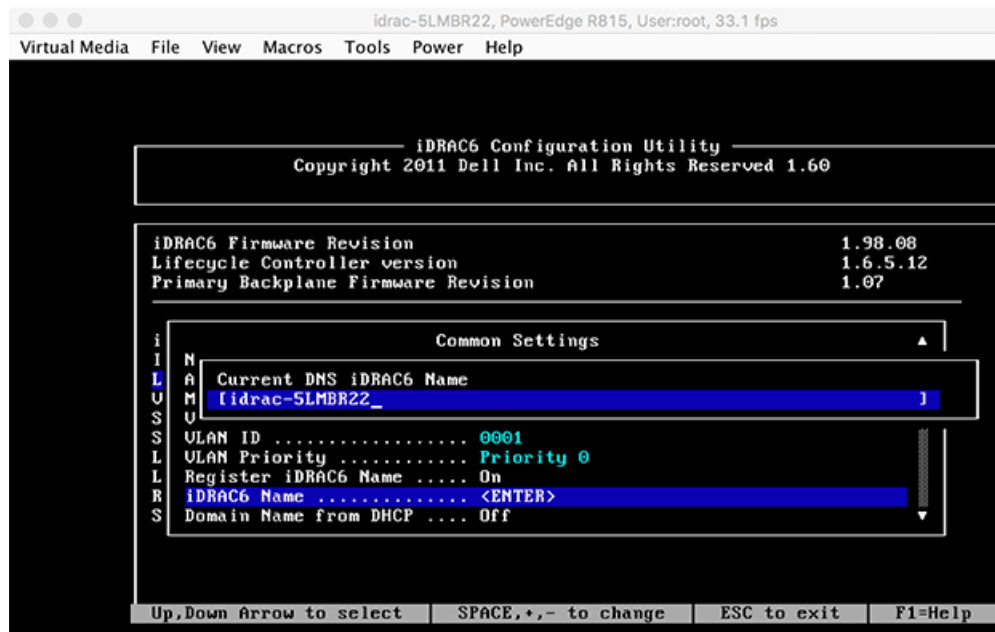 idrac-5LMBR22, PowerEdge R815, User:root, 33.1 fps
Virtual Media File View Macros Tools Power Help
iDRAC6 Configuration Utility
Copyright 2011 Dell Inc. All Rights Reserved 1.60
iDRAC6 Firmware Revision 1.98.08
Lifecycle Controller version 1.6.5.12
Primary Backplane Firmware Revision 1.07
i Common Settings ▲
I N
L A Current DNS iDRAC6 Name
V M [idrac-5LMBR22_ ]
S V
S VLAN ID .................. 0001
L VLAN Priority ............ Priority 0
L Register iDRAC6 Name ..... On
R iDRAC6 Name .............. <ENTER>
S Domain Name from DHCP .... Off ▼
Up,Down Arrow to select SPACE,+,- to change ESC to exit F1=Help